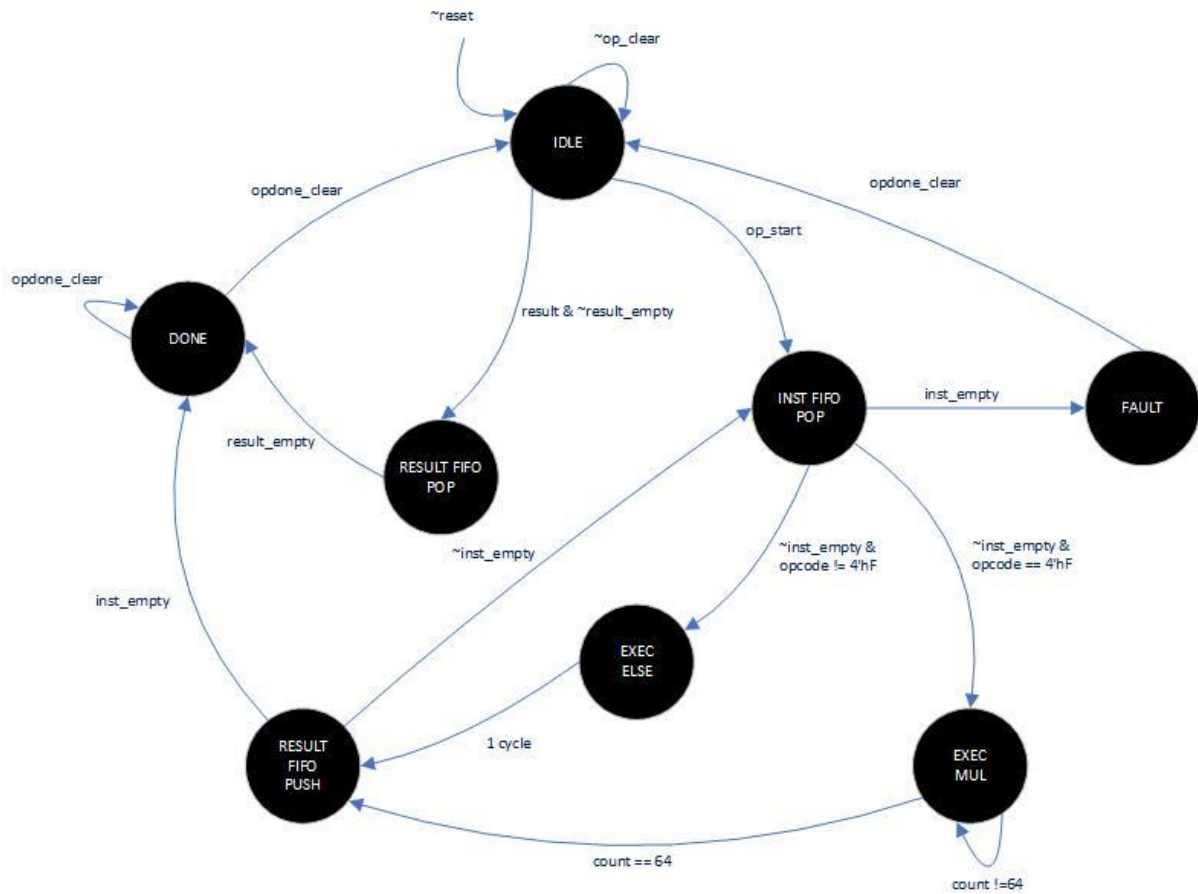 ~reset
~op_clear
IDLE
opdone_clear
opdone_clear
op_start
opdone_clear
result & ~result_empty
DONE
INST FIFO
POP
inst_empty
FAULT
result_empty
RESULT FIFO
POP
~inst_empty
~inst_empty &
opcode != 4'hF
~inst_empty &
opcode == 4'hF
inst_empty
EXEC
ELSE
1 cycle
RESULT
FIFO
PUSH
EXEC
MUL
count == 64
count !=64